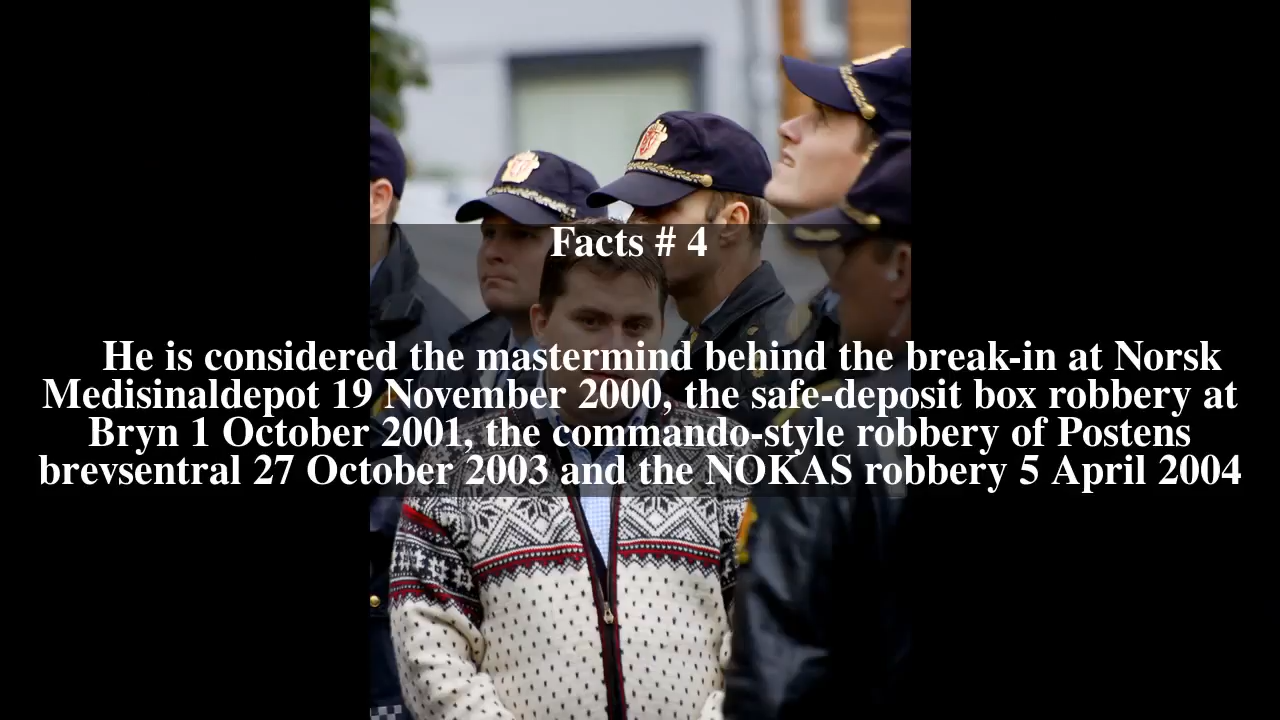 Facts # 4
He is considered the mastermind behind the break-in at Norsk
Medisinaldepot 19 November 2000, the safe-deposit box robbery at
Bryn 1 October 2001, the commando-style robbery of Postens
brevsentral 27 October 2003 and the NOKAS robbery 5 April 2004